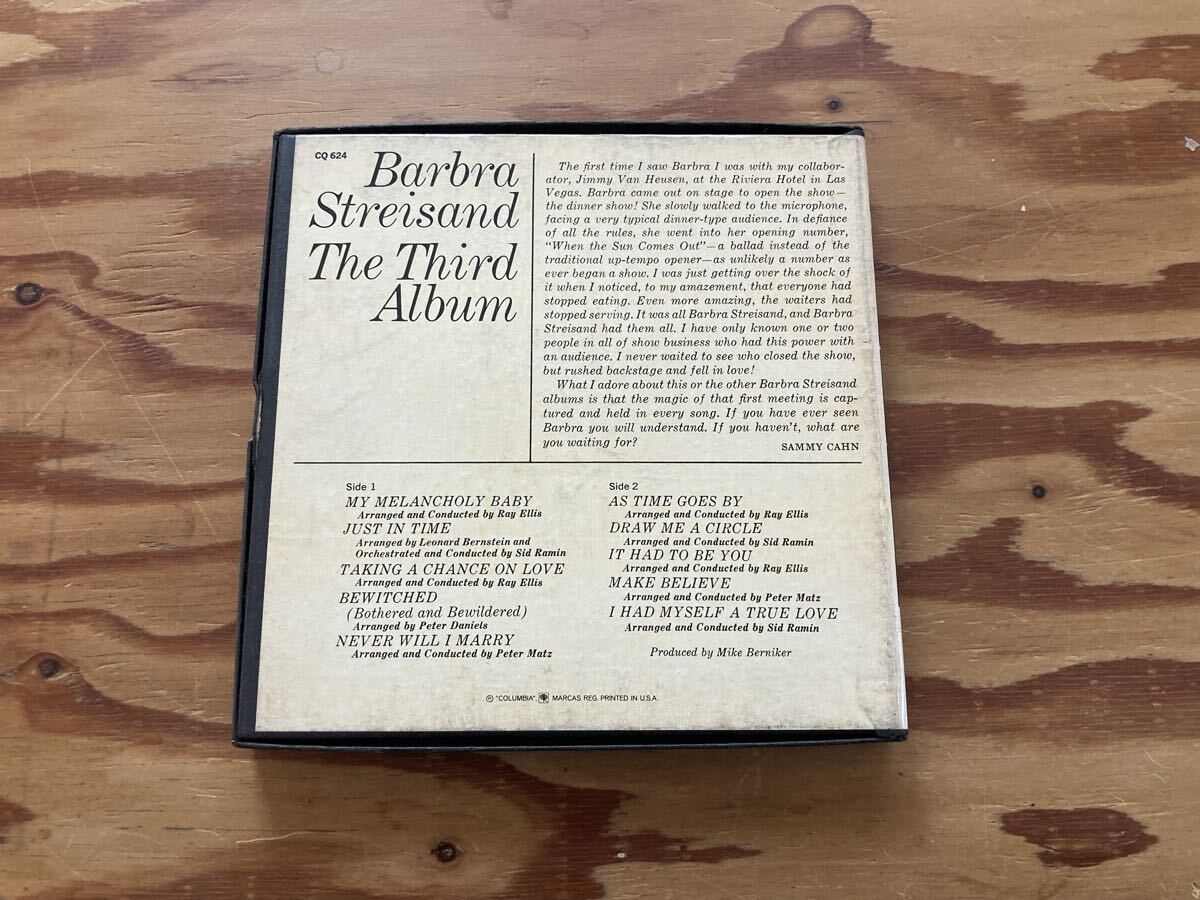 CQ 624
Barbra
Streisand
The Third
Album
The first time I saw Barbra I was with my collabor-
ator, Jimmy Van Heusen, at the Riviera Hotel in Las
Vegas. Barbra came out on stage to open the show—
the dinner show! She slowly walked to the microphone,
facing a very typical dinner-type audience. In defiance
of all the rules, she went into her opening number,
"When the Sun Comes Out"—a ballad instead of the
traditional up-tempo opener—as unlikely a number as
ever began a show. I was just getting over the shock of
it when I noticed, to my amazement, that everyone had
stopped eating. Even more amazing, the waiters had
stopped serving. It was all Barbra Streisand, and Barbra
Streisand had them all. I have only known one or two
people in all of show business who had this power with
an audience. I never waited to see who closed the show,
but rushed backstage and fell in love!
What I adore about this or the other Barbra Streisand
albums is that the magic of that first meeting is cap-
tured and held in every song. If you have ever seen
Barbra you will understand. If you haven't, what are
you waiting for?
SAMMY CAHN
Side 1
MY MELANCHOLY BABY
Arranged and Conducted by Ray Ellis
JUST IN TIME
Arranged by Leonard Bernstein and
Orchestrated and Conducted by Sid Ramin
TAKING A CHANCE ON LOVE
Arranged and Conducted by Ray Ellis
BEWITCHED
(Bothered and Bewildered)
Arranged by Peter Daniels
NEVER WILL I MARRY
Arranged and Conducted by Peter Matz
Side 2
AS TIME GOES BY
Arranged and Conducted by Ray Ellis
DRAW ME A CIRCLE
Arranged and Conducted by Sid Ramin
IT HAD TO BE YOU
Arranged and Conducted by Ray Ellis
MAKE BELIEVE
Arranged and Conducted by Peter Matz
I HAD MYSELF A TRUE LOVE
Arranged and Conducted by Sid Ramin
Produced by Mike Berniker
℗ "COLUMBIA", MARCAS REG. PRINTED IN U.S.A.